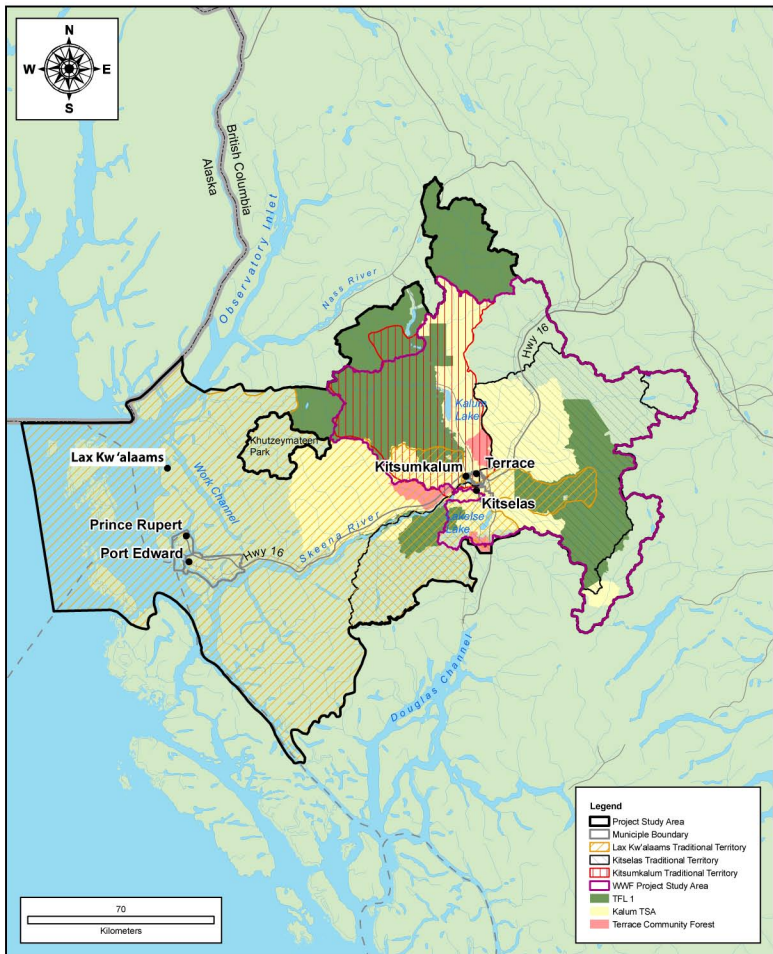 N
W E
S
British Columbia
Alaska
Observatory Inlet
Nass River
Hwy 16
Kalum
Lake
Khutzeymateen
Park
Lax Kw'alaams
Work Channel
Kitsumkalum
Terrace
Kitselas
Lakelse
Lake
Prince Rupert
Port Edward
Hwy 16
Skeena River
Douglas Channel
Legend
Project Study Area
Municiple Boundary
Lax Kw'alaams Traditional Territory
Kitselas Traditional Territory
Kitsumkalum Traditional Territory
WWF Project Study Area
TFL 1
Kalum TSA
Terrace Community Forest
70
Kilometers